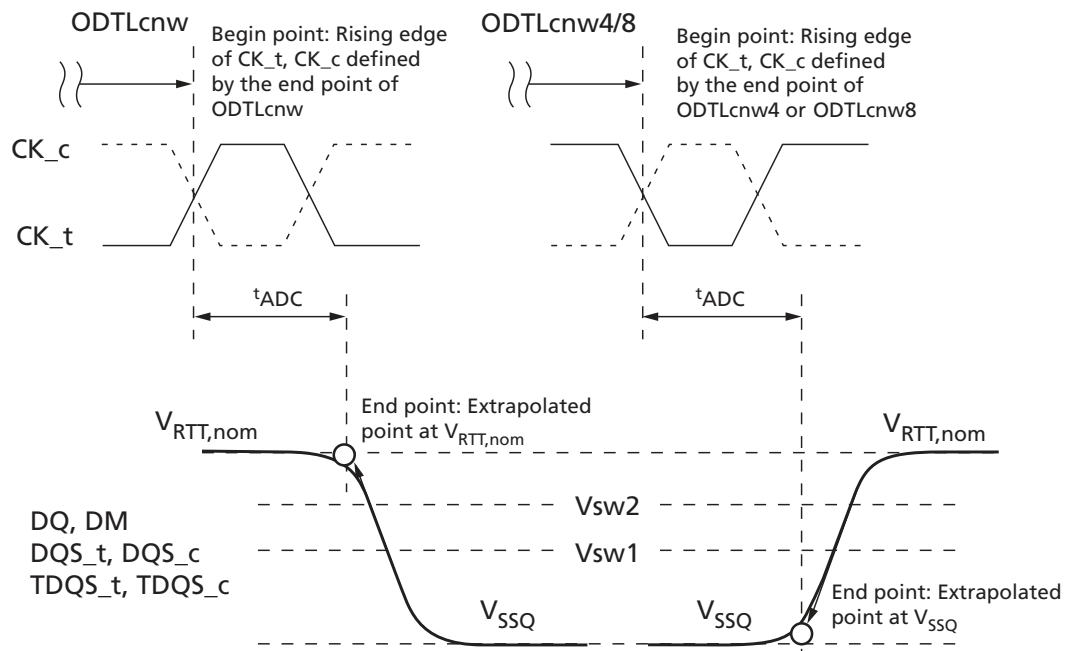 ODTLcnw
Begin point: Rising edge
of CK_t, CK_c defined
by the end point of
ODTLcnw
ODTLcnw4/8
Begin point: Rising edge
of CK_t, CK_c defined
by the end point of
ODTLcnw4 or ODTLcnw8
CK_c
CK_t
tADC
tADC
VRTT,nom
End point: Extrapolated
point at VRTT,nom
VRTT,nom
Vsw2
Vsw1
DQ, DM
DQS_t, DQS_c
TDQS_t, TDQS_c
VSSQ
VSSQ
End point: Extrapolated
point at VSSQ